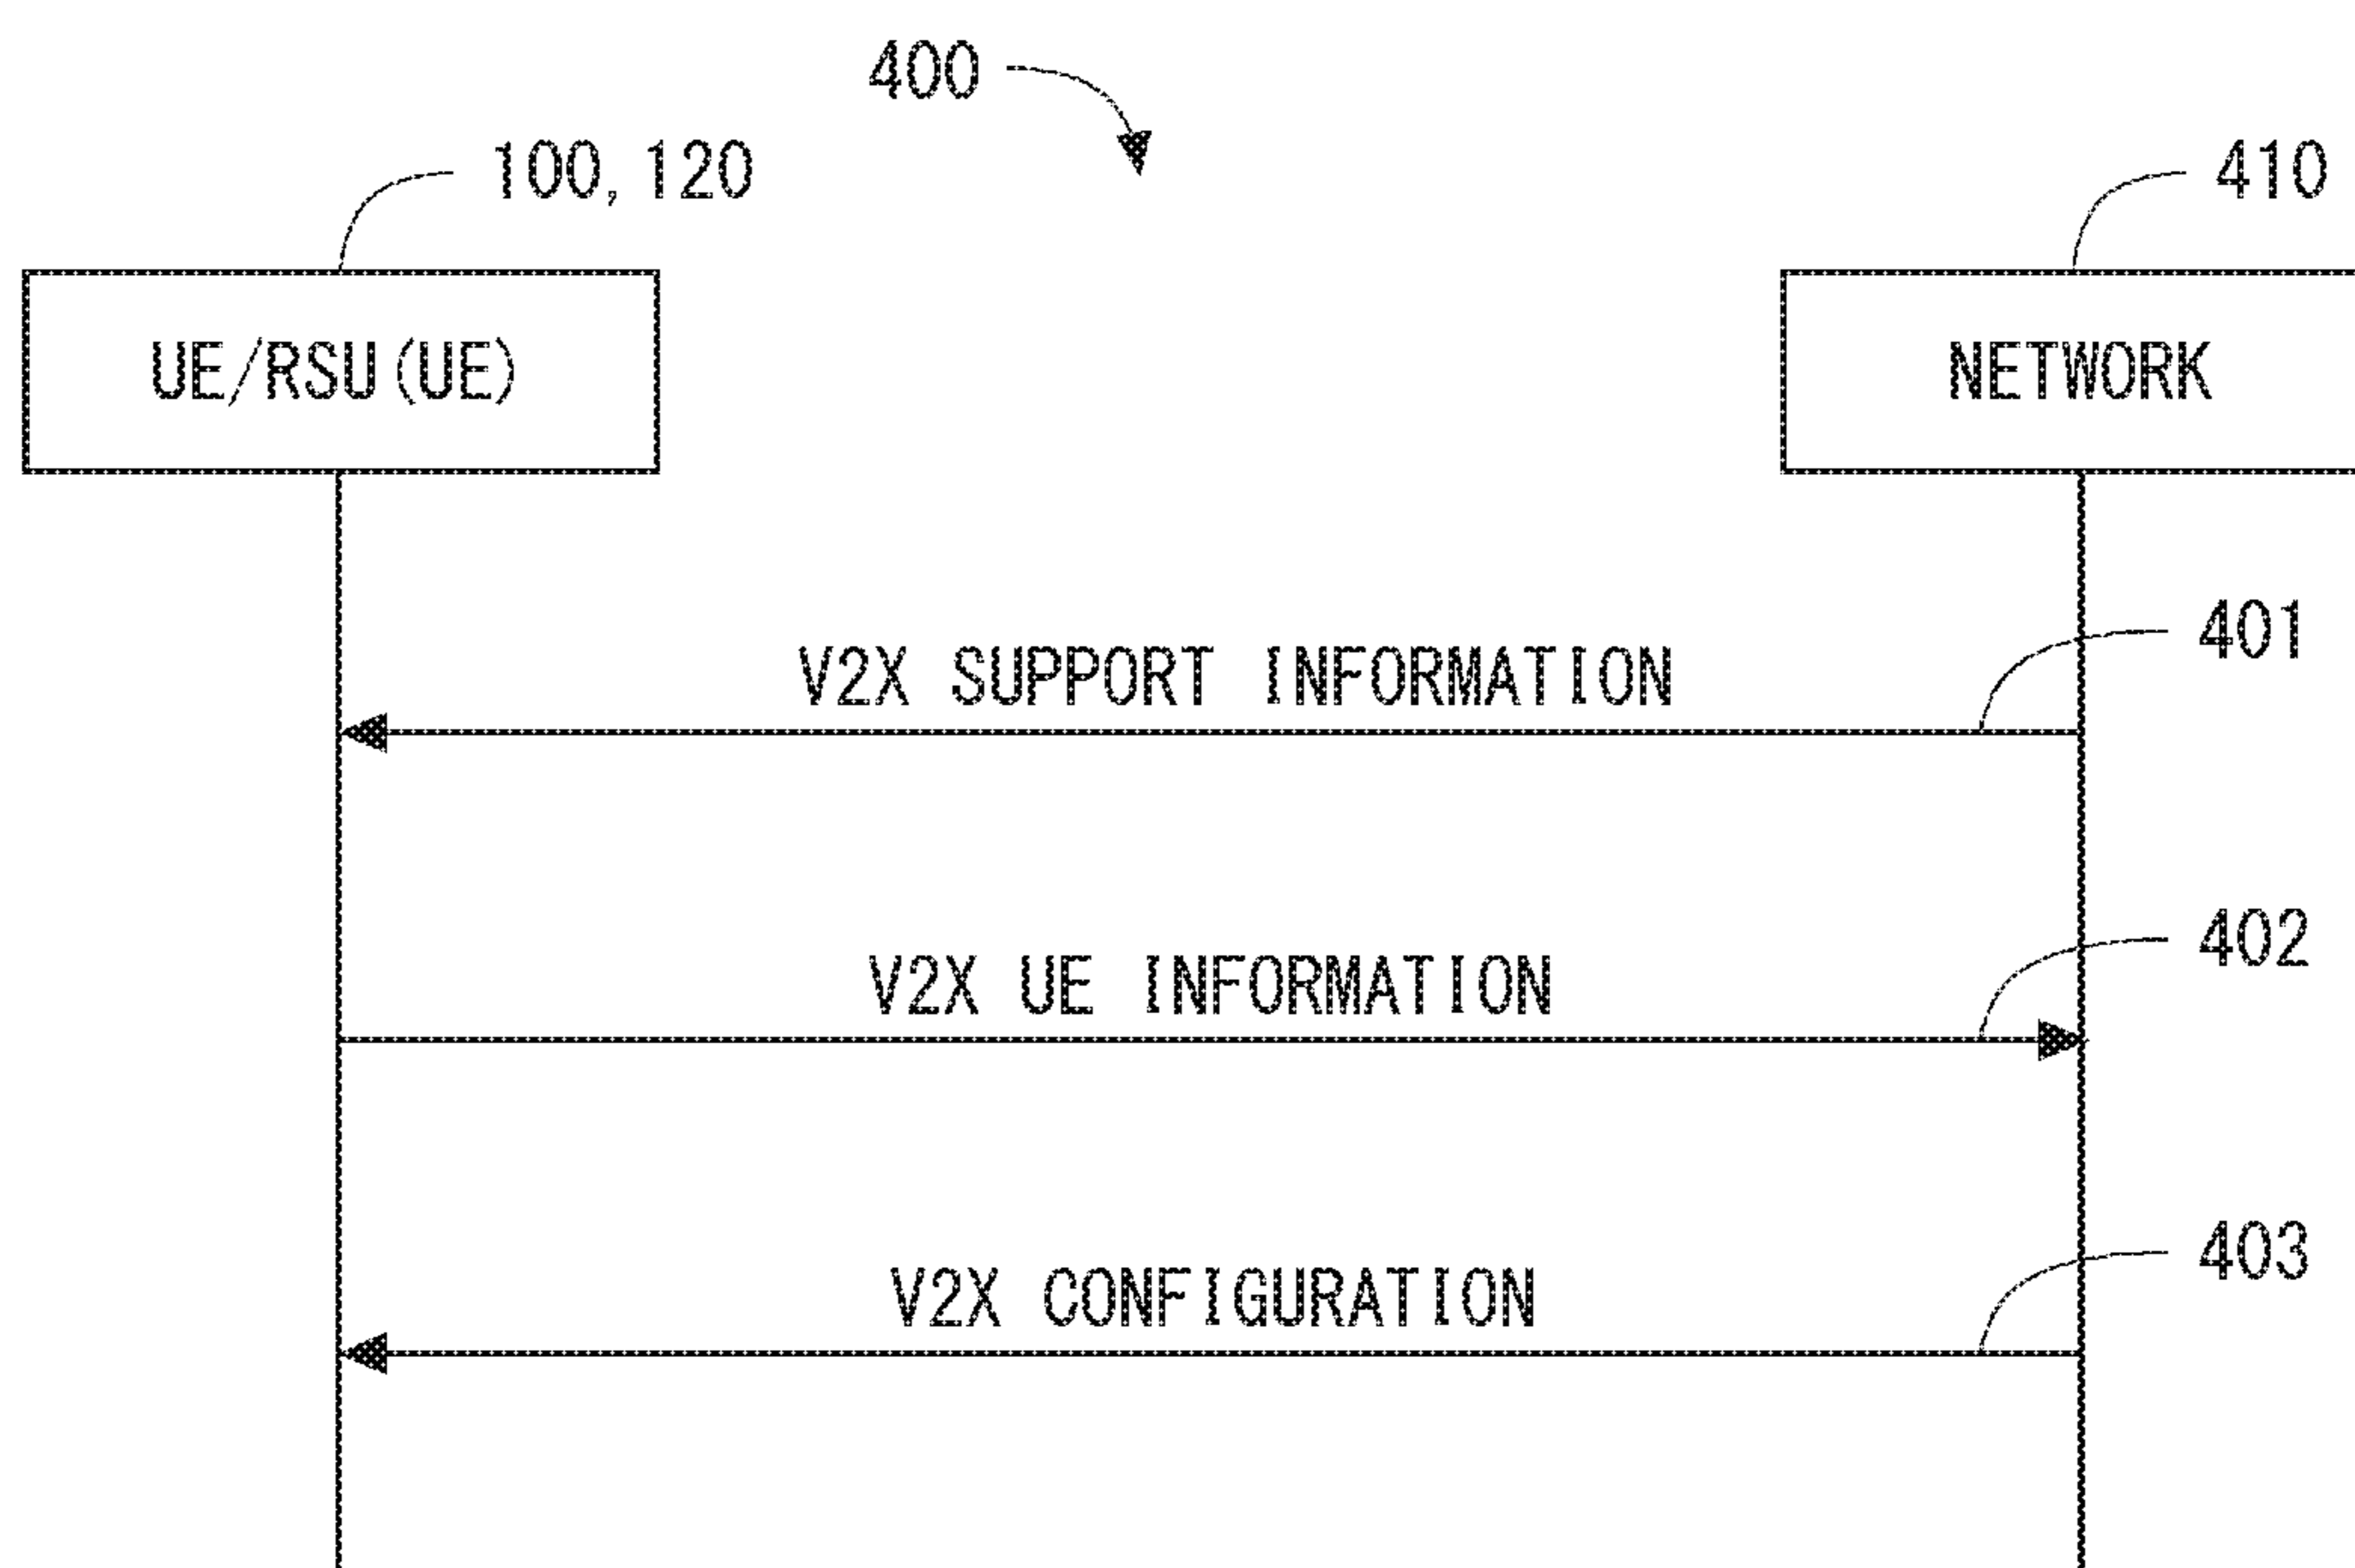 400
100, 120
410
UE/RSU(UE)
NETWORK
401
V2X SUPPORT INFORMATION
402
V2X UE INFORMATION
403
V2X CONFIGURATION